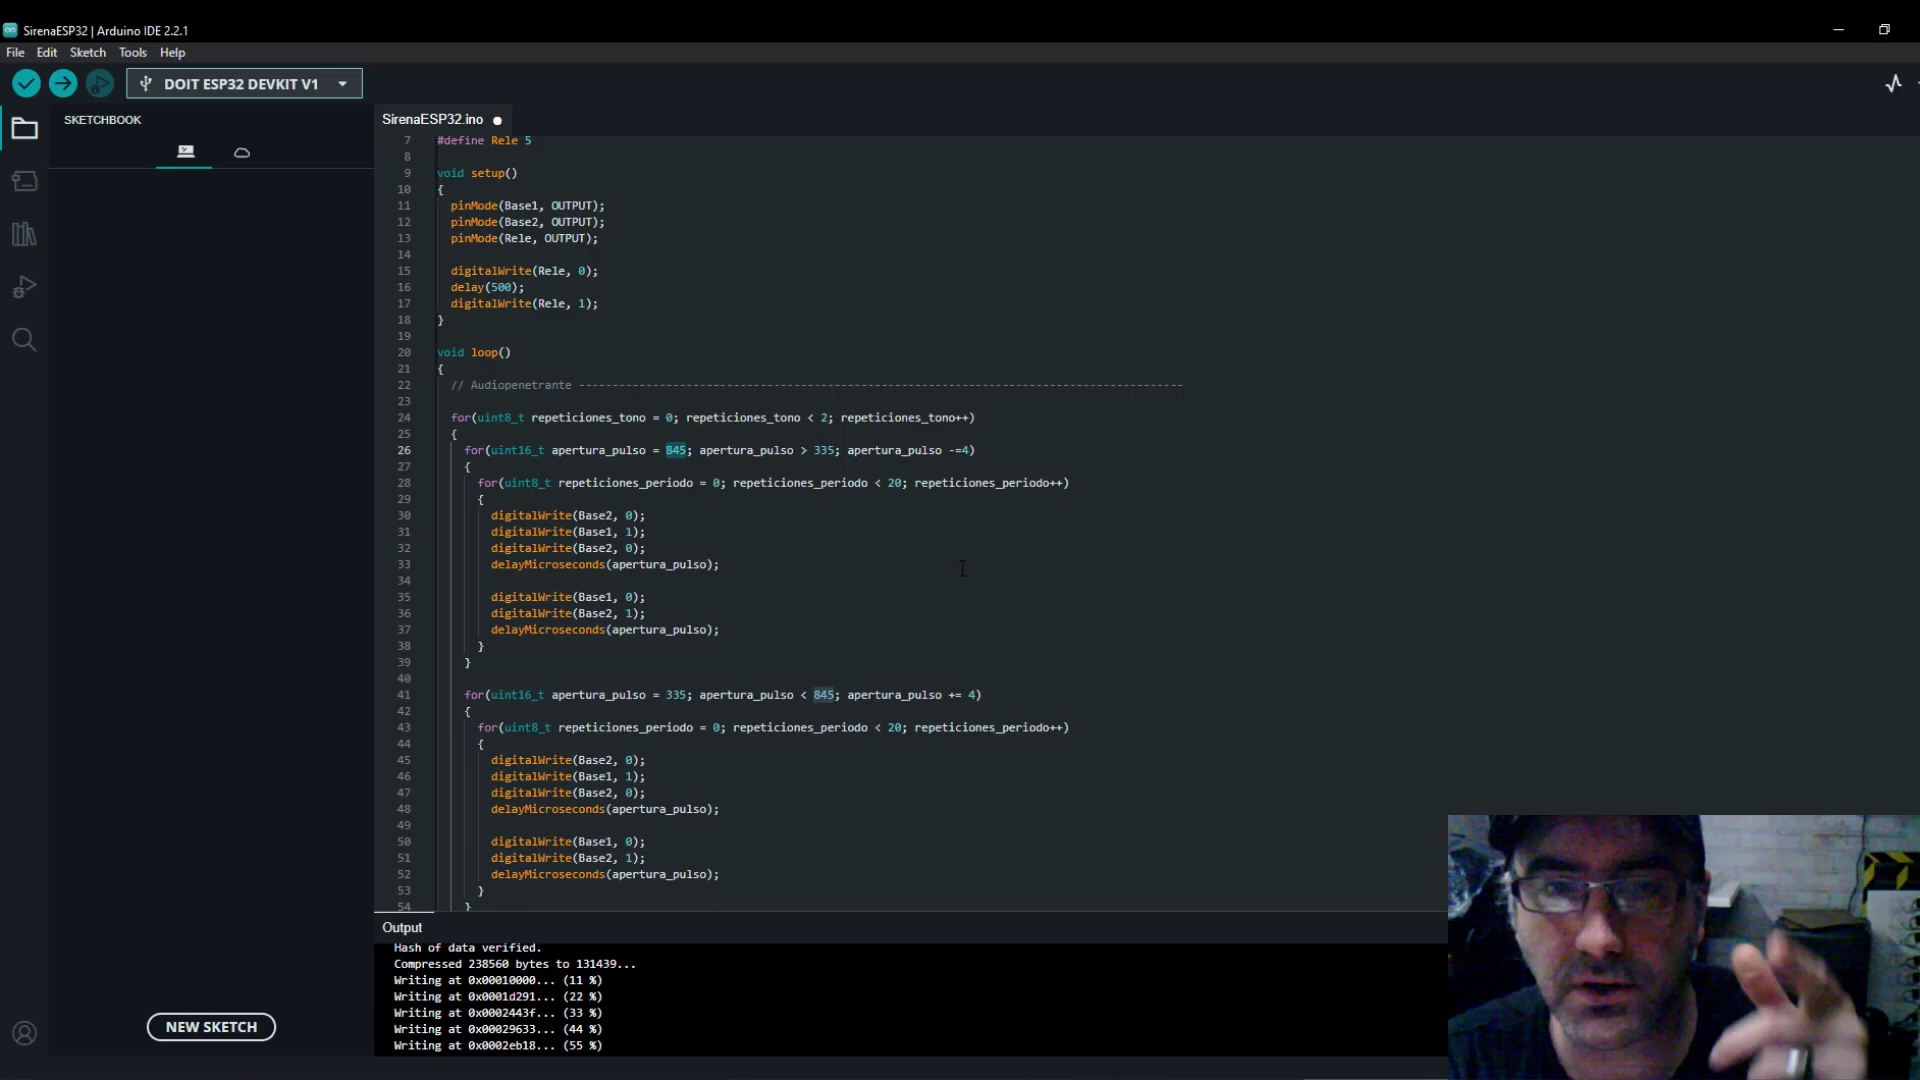 SirenaESP32 | Arduino IDE 2.2.1
File Edit Sketch Tools Help
DOIT ESP32 DEVKIT V1
SKETCHBOOK
SirenaESP32.ino
7 #define Rele 5
8
9 void setup()
10 {
11 pinMode(Base1, OUTPUT);
12 pinMode(Base2, OUTPUT);
13 pinMode(Rele, OUTPUT);
14
15 digitalWrite(Rele, 0);
16 delay(500);
17 digitalWrite(Rele, 1);
18 }
19
20 void loop()
21 {
22 // Audiopenetrante ------------------------------------------------------------------------------------------
23
24 for(uint8_t repeticiones_tono = 0; repeticiones_tono < 2; repeticiones_tono++)
25 {
26 for(uint16_t apertura_pulso = 845; apertura_pulso > 335; apertura_pulso -=4)
27 {
28 for(uint8_t repeticiones_periodo = 0; repeticiones_periodo < 20; repeticiones_periodo++)
29 {
30 digitalWrite(Base2, 0);
31 digitalWrite(Base1, 1);
32 digitalWrite(Base2, 0);
33 delayMicroseconds(apertura_pulso);
34
35 digitalWrite(Base1, 0);
36 digitalWrite(Base2, 1);
37 delayMicroseconds(apertura_pulso);
38 }
39 }
40
41 for(uint16_t apertura_pulso = 335; apertura_pulso < 845; apertura_pulso += 4)
42 {
43 for(uint8_t repeticiones_periodo = 0; repeticiones_periodo < 20; repeticiones_periodo++)
44 {
45 digitalWrite(Base2, 0);
46 digitalWrite(Base1, 1);
47 digitalWrite(Base2, 0);
48 delayMicroseconds(apertura_pulso);
49
50 digitalWrite(Base1, 0);
51 digitalWrite(Base2, 1);
52 delayMicroseconds(apertura_pulso);
53 }
54 }
Output
Hash of data verified.
Compressed 238560 bytes to 131439...
Writing at 0x00010000... (11 %)
Writing at 0x0001d291... (22 %)
Writing at 0x0002443f... (33 %)
Writing at 0x00029633... (44 %)
Writing at 0x0002eb18... (55 %)
NEW SKETCH